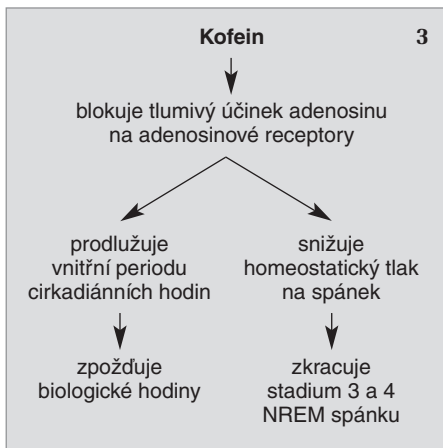 Kofein 3
blokuje tlumivý účinek adenosinu
na adenosinové receptory
prodlužuje
vnitřní periodu
cirkadiánních hodin
snižuje
homeostatický tlak
na spánek
zpožďuje
biologické hodiny
zkracuje
stadium 3 a 4
NREM spánku